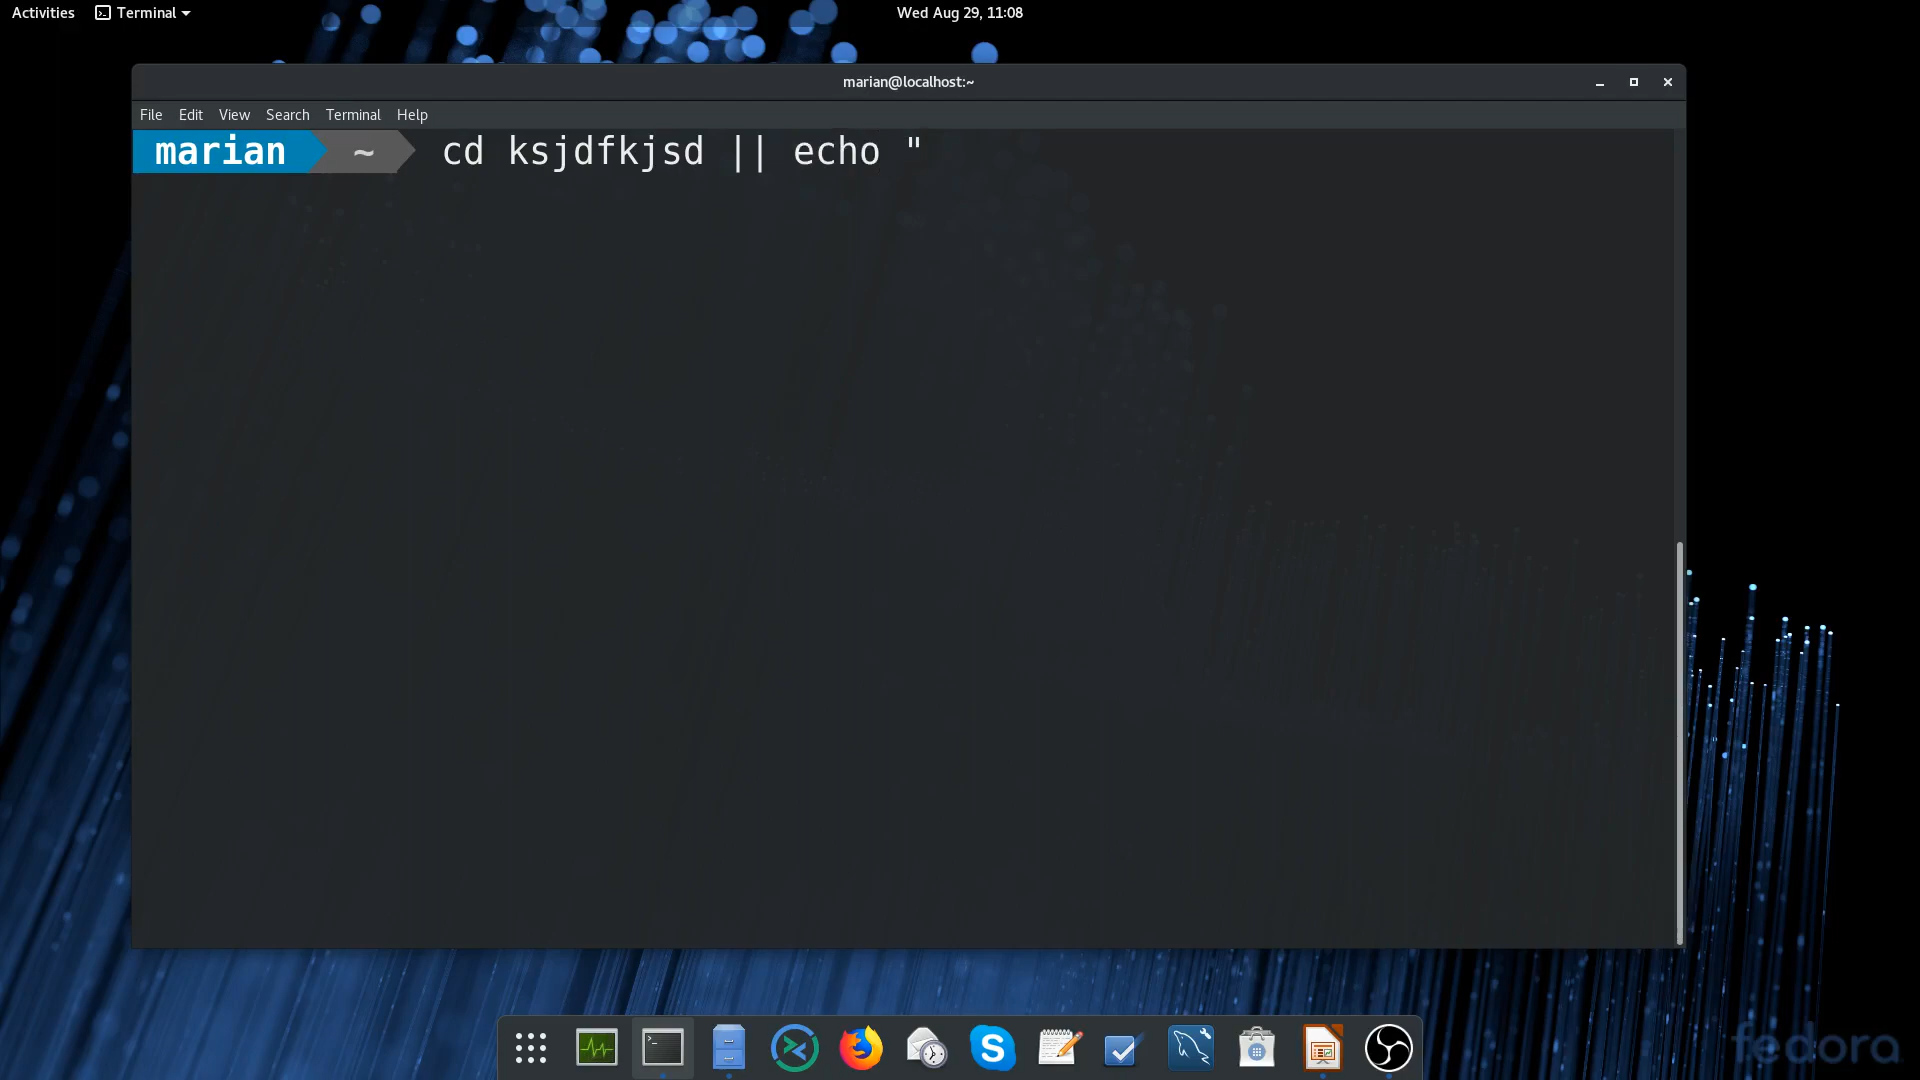 Activities Terminal Wed Aug 29, 11:08
marian@localhost:~
File Edit View Search Terminal Help
marian ~ cd ksjdfkjsd || echo "
S
fedora